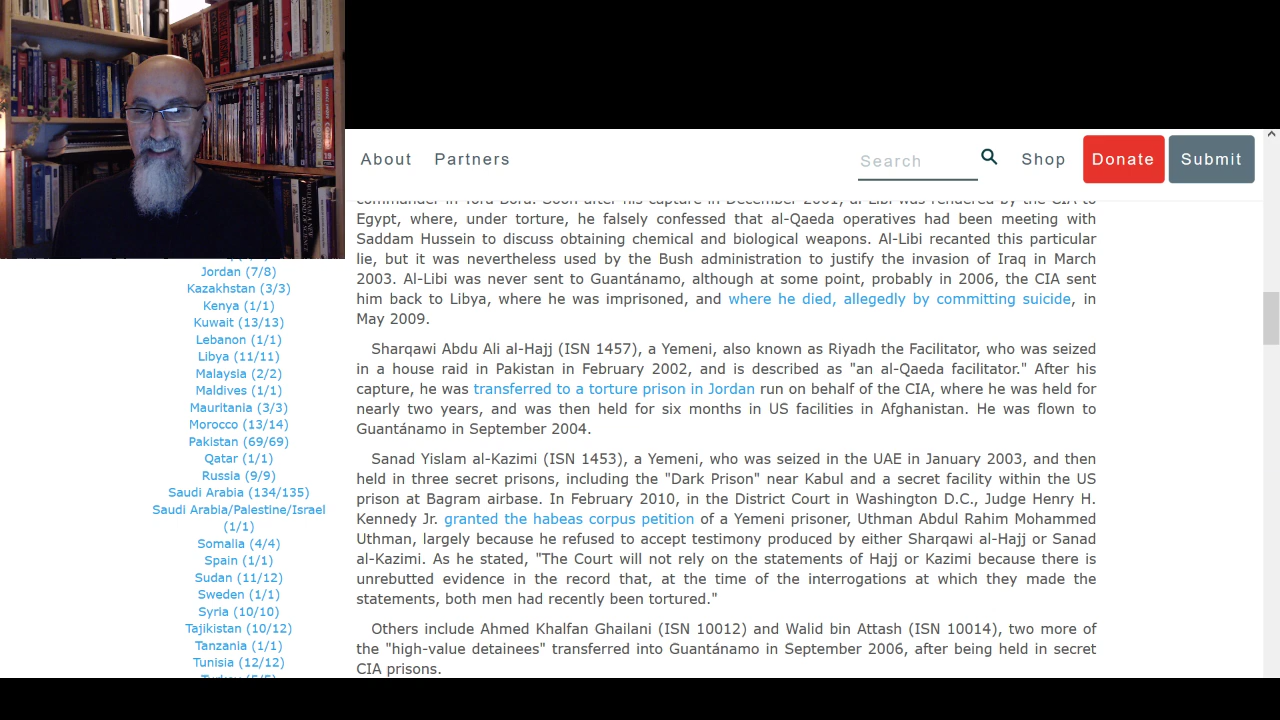 About Partners Search Shop Donate Submit
commander in Tora Bora. Soon after his capture in December 2001, al-Libi was rendered by the CIA to
Egypt, where, under torture, he falsely confessed that al-Qaeda operatives had been meeting with
Saddam Hussein to discuss obtaining chemical and biological weapons. Al-Libi recanted this particular
lie, but it was nevertheless used by the Bush administration to justify the invasion of Iraq in March
2003. Al-Libi was never sent to Guantánamo, although at some point, probably in 2006, the CIA sent
him back to Libya, where he was imprisoned, and where he died, allegedly by committing suicide, in
May 2009.
Sharqawi Abdu Ali al-Hajj (ISN 1457), a Yemeni, also known as Riyadh the Facilitator, who was seized
in a house raid in Pakistan in February 2002, and is described as "an al-Qaeda facilitator." After his
capture, he was transferred to a torture prison in Jordan run on behalf of the CIA, where he was held for
nearly two years, and was then held for six months in US facilities in Afghanistan. He was flown to
Guantánamo in September 2004.
Sanad Yislam al-Kazimi (ISN 1453), a Yemeni, who was seized in the UAE in January 2003, and then
held in three secret prisons, including the "Dark Prison" near Kabul and a secret facility within the US
prison at Bagram airbase. In February 2010, in the District Court in Washington D.C., Judge Henry H.
Kennedy Jr. granted the habeas corpus petition of a Yemeni prisoner, Uthman Abdul Rahim Mohammed
Uthman, largely because he refused to accept testimony produced by either Sharqawi al-Hajj or Sanad
al-Kazimi. As he stated, "The Court will not rely on the statements of Hajj or Kazimi because there is
unrebutted evidence in the record that, at the time of the interrogations at which they made the
statements, both men had recently been tortured."
Others include Ahmed Khalfan Ghailani (ISN 10012) and Walid bin Attash (ISN 10014), two more of
the "high-value detainees" transferred into Guantánamo in September 2006, after being held in secret
CIA prisons.
Jordan (7/8)
Kazakhstan (3/3)
Kenya (1/1)
Kuwait (13/13)
Lebanon (1/1)
Libya (11/11)
Malaysia (2/2)
Maldives (1/1)
Mauritania (3/3)
Morocco (13/14)
Pakistan (69/69)
Qatar (1/1)
Russia (9/9)
Saudi Arabia (134/135)
Saudi Arabia/Palestine/Israel
(1/1)
Somalia (4/4)
Spain (1/1)
Sudan (11/12)
Sweden (1/1)
Syria (10/10)
Tajikistan (10/12)
Tanzania (1/1)
Tunisia (12/12)